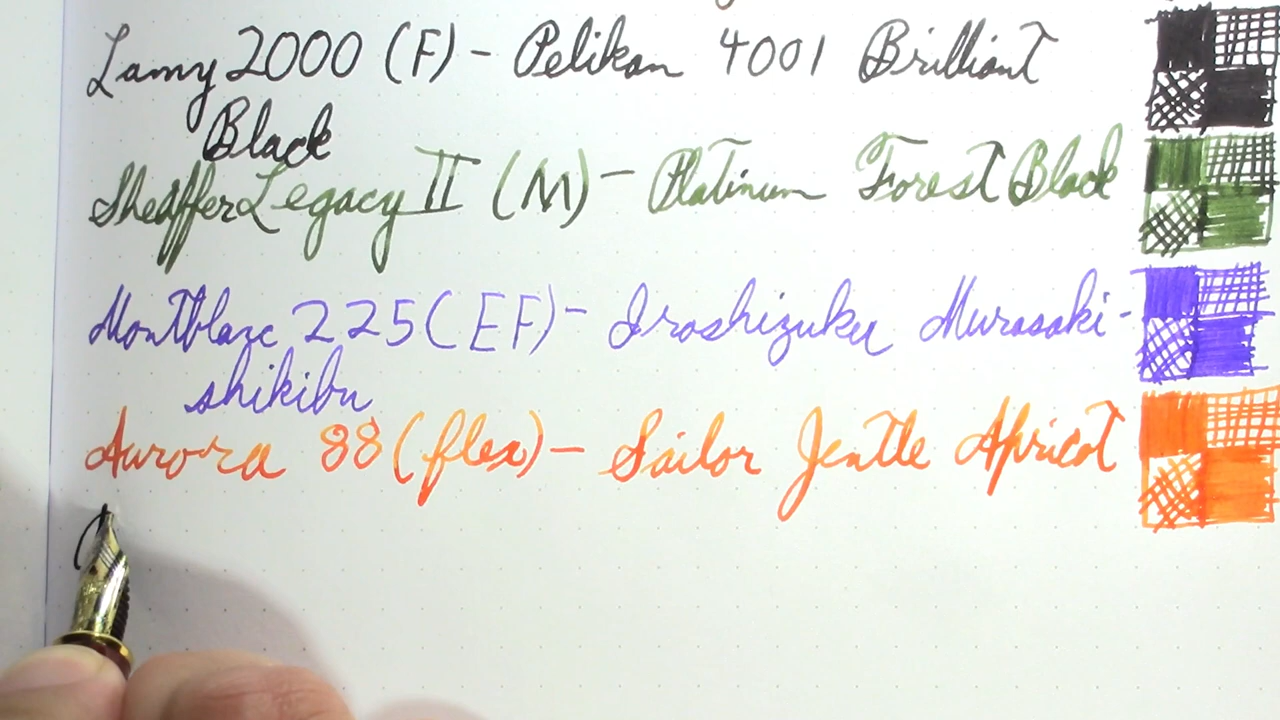 Lamy 2000 (F) - Pelikan 4001 Brilliant
Black
Sheaffer Legacy II (M) - Platinum Forest Black
Montblanc 225 (EF) - Iroshizuku Murasaki-
shikibu
Aurora 88 (flex) - Sailor Jentle Apricot